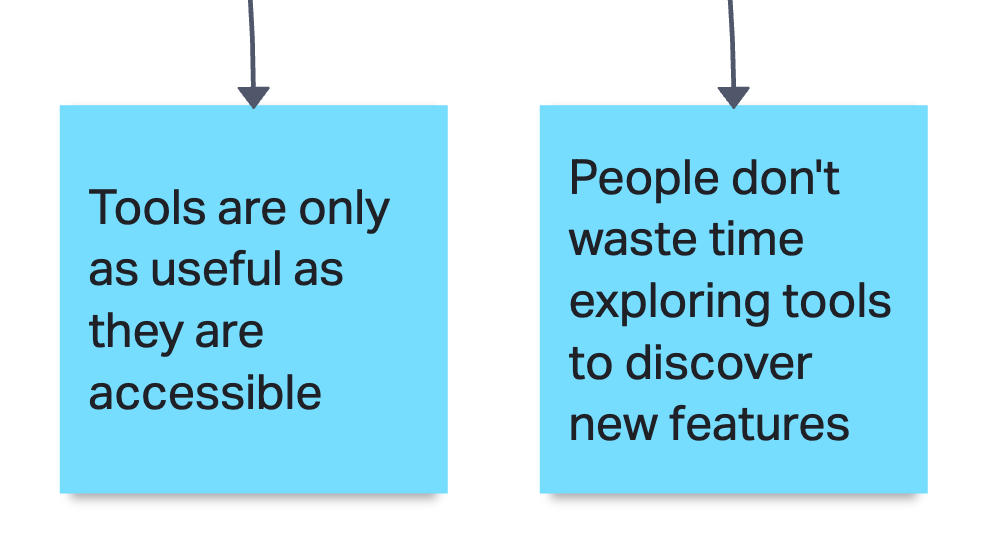 Tools are only
as useful as
they are
accessible
People don't
waste time
exploring tools
to discover
new features